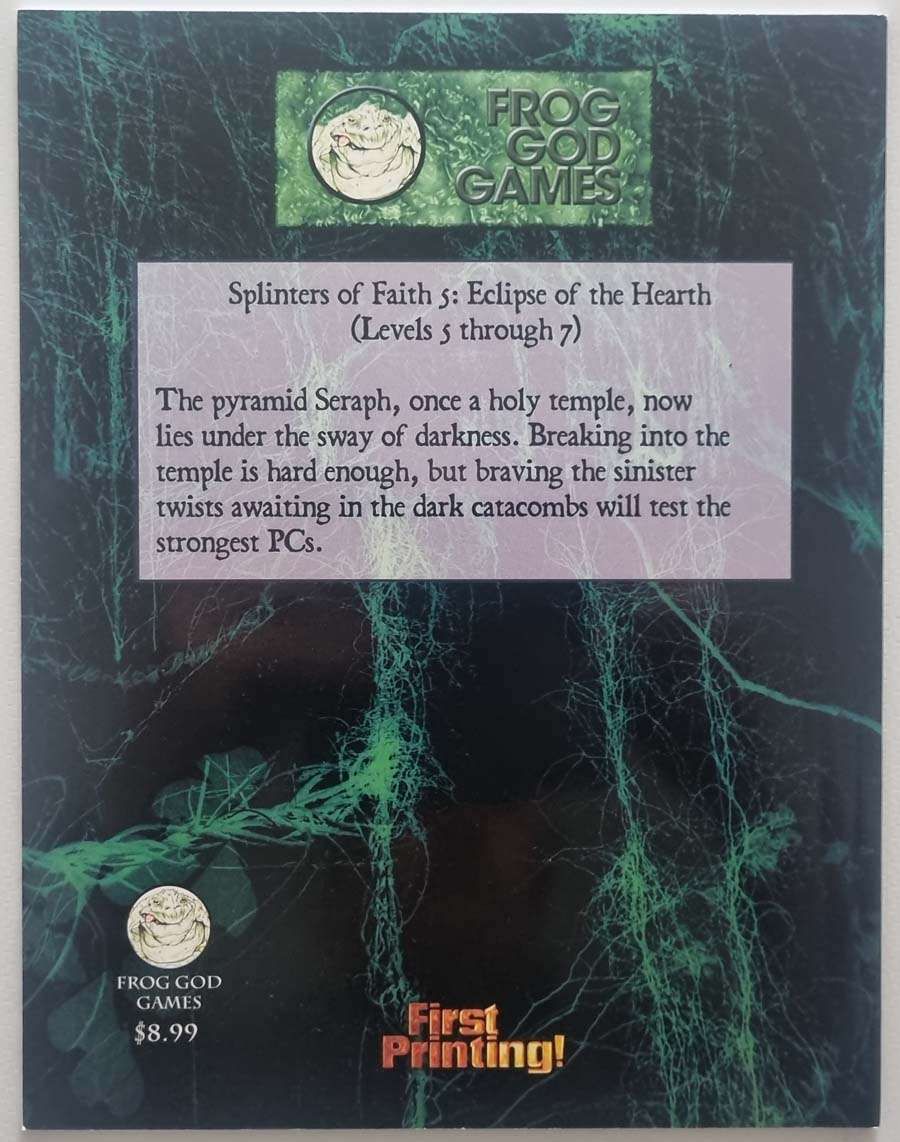 FROG
GOD
GAMES
Splinters of Faith 5: Eclipse of the Hearth
(Levels 5 through 7)
The pyramid Seraph, once a holy temple, now
lies under the sway of darkness. Breaking into the
temple is hard enough, but braving the sinister
twists awaiting in the dark catacombs will test the
strongest PCs.
FROG GOD
GAMES
$8.99
First
Printing!